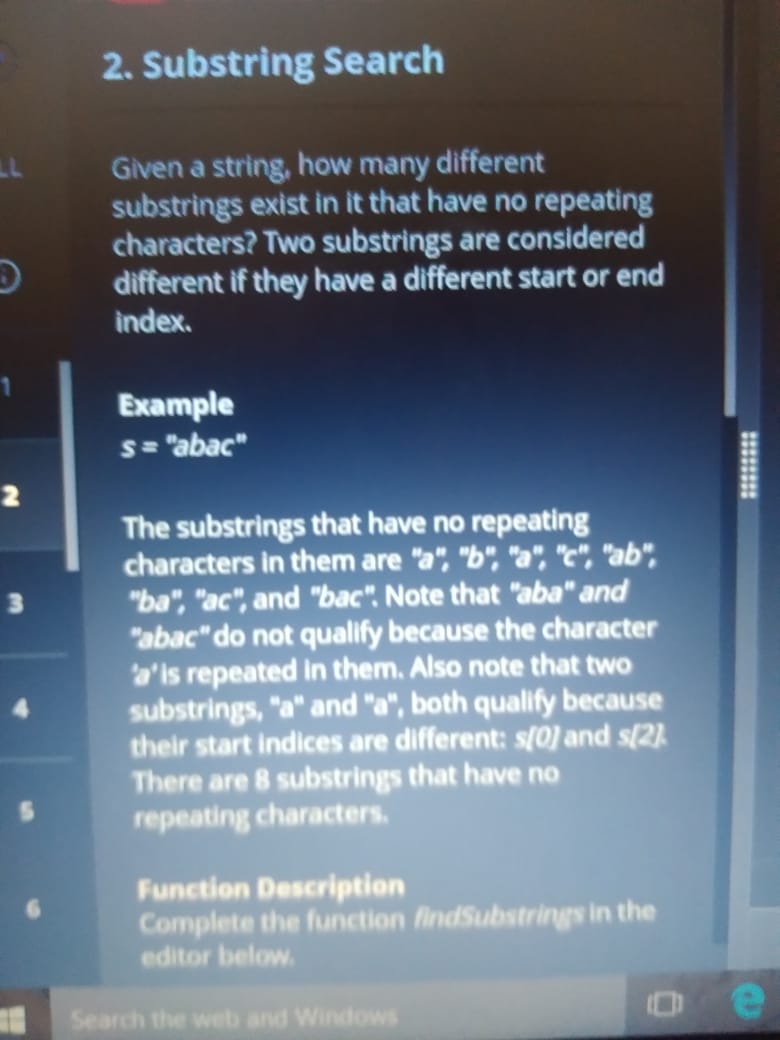 2. Substring Search
LL
Given a string, how many different
substrings exist in it that have no repeating
characters? Two substrings are considered
different if they have a different start or end
index.
1
Example
s = "abac"
2
The substrings that have no repeating
characters in them are "a", "b", "a", "c", "ab",
"ba", "ac", and "bac". Note that "aba" and
3
"abac" do not qualify because the character
'a' is repeated in them. Also note that two
4
substrings, "a" and "a", both qualify because
their start indices are different: s[0] and s[2].
There are 8 substrings that have no
5
repeating characters.
Function Description
6
Complete the function findSubstrings in the
editor below.
Search the web and Windows